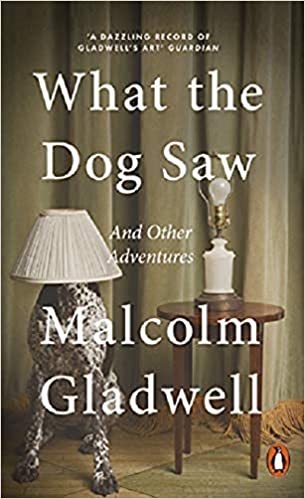 ‘A DAZZLING RECORD OF
GLADWELL’S ART’ GUARDIAN
What the
Dog Saw
And Other
Adventures
Malcolm
Gladwell